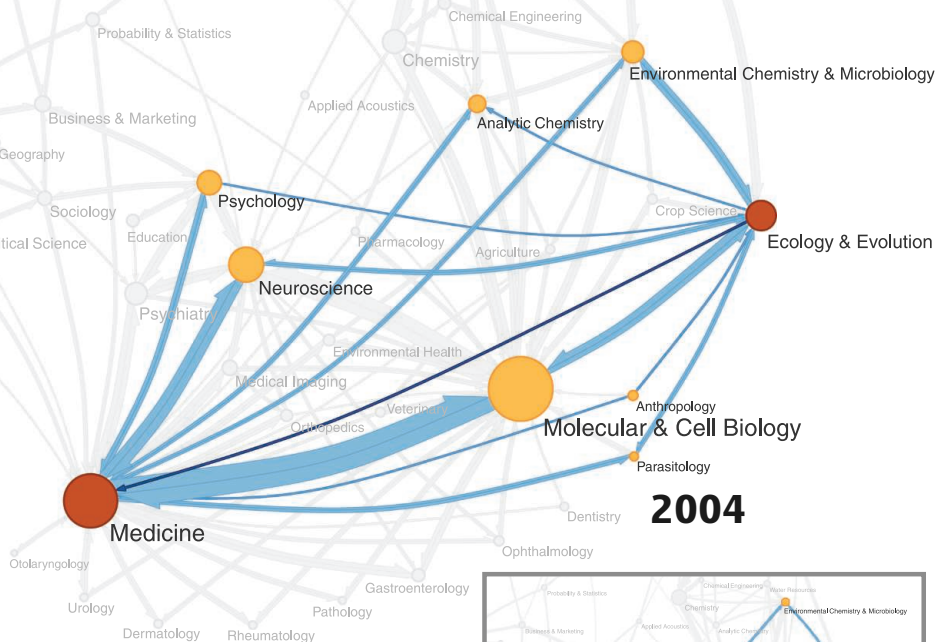 Chemical Engineering
Probability & Statistics
Chemistry
Environmental Chemistry & Microbiology
Applied Acoustics
Business & Marketing
Analytic Chemistry
Geography
Psychology
Sociology
Crop Science
Education
Pharmacology
Ecology & Evolution
tical Science
Agriculture
Neuroscience
Psychiatry
Environmental Health
Medical Imaging
Veterinary
Anthropology
Orthopedics
Molecular & Cell Biology
Parasitology
2004
Dentistry
Medicine
Ophthalmology
Otolaryngology
Gastroenterology
Urology
Pathology
Dermatology
Rheumatology
Chemical Engineering
Water Resources
Probability & Statistics
Chemistry
Environmental Chemistry & Microbiology
Applied Acoustics
Business & Marketing
Analytic Chemistry